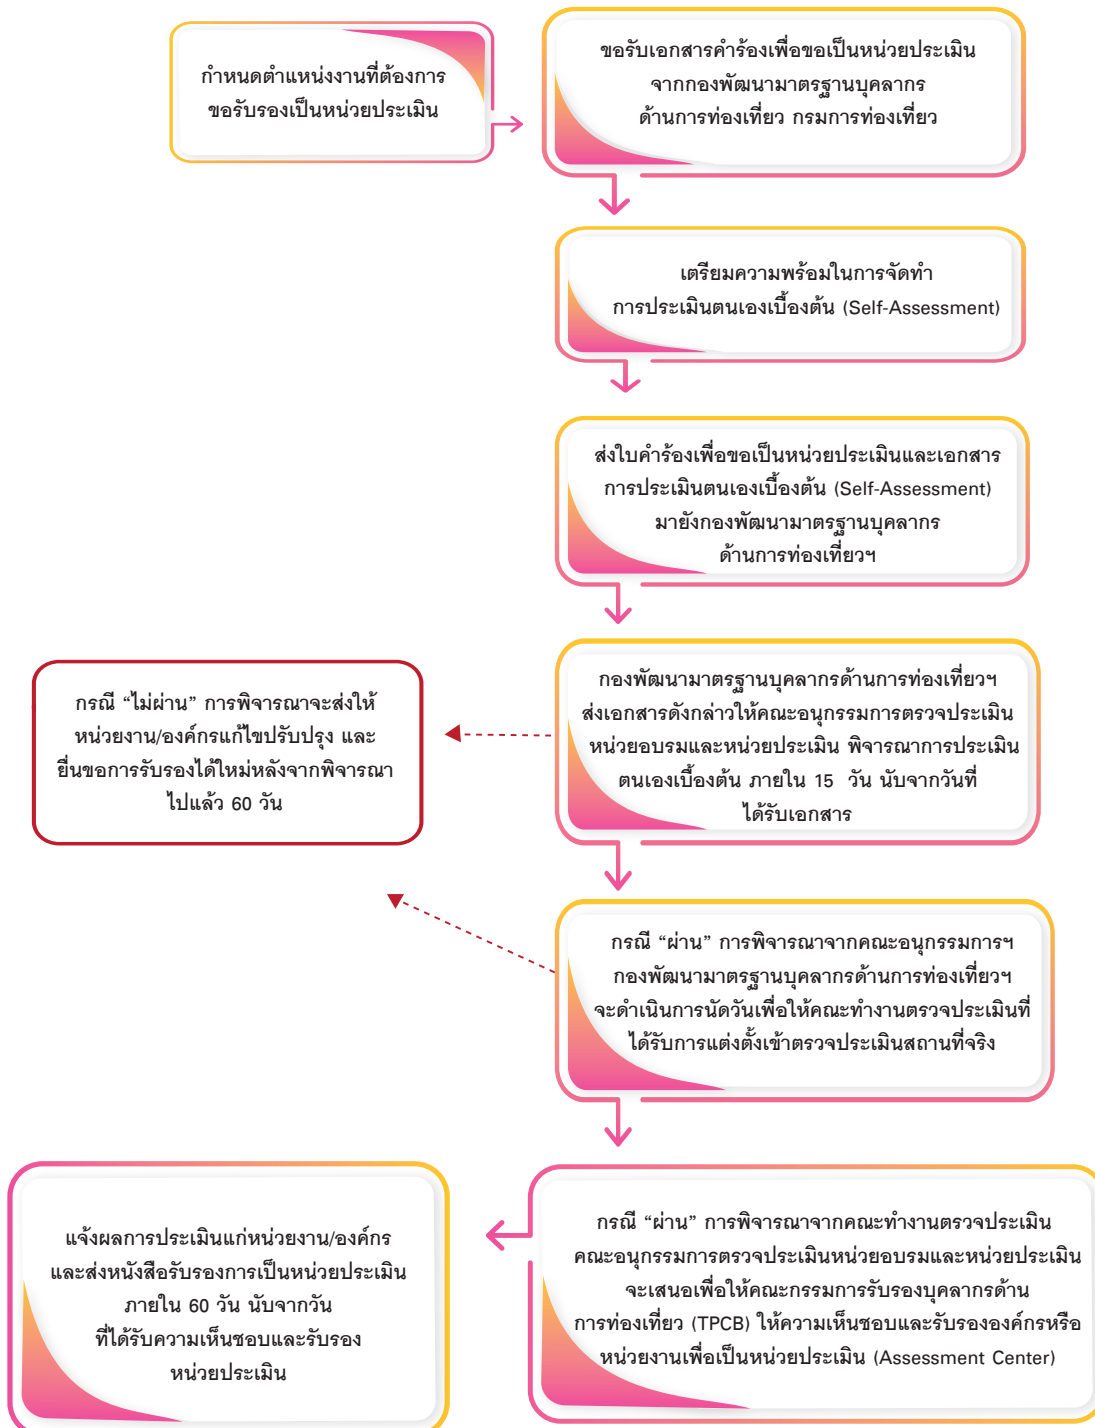 กำหนดตำแหน่งงานที่ต้องการ
ขอรับรองเป็นหน่วยประเมิน
ขอรับเอกสารคำร้องเพื่อขอเป็นหน่วยประเมิน
จากกองพัฒนามาตรฐานบุคลากร
ด้านการท่องเที่ยว กรมการท่องเที่ยว
เตรียมความพร้อมในการจัดทำ
การประเมินตนเองเบื้องต้น (Self-Assessment)
ส่งใบคำร้องเพื่อขอเป็นหน่วยประเมินและเอกสาร
การประเมินตนเองเบื้องต้น (Self-Assessment)
มายังกองพัฒนามาตรฐานบุคลากร
ด้านการท่องเที่ยวฯ
กองพัฒนามาตรฐานบุคลากรด้านการท่องเที่ยวฯ
ส่งเอกสารดังกล่าวให้คณะอนุกรรมการตรวจประเมิน
หน่วยอบรมและหน่วยประเมิน พิจารณาการประเมิน
ตนเองเบื้องต้น ภายใน 15 วัน นับจากวันที่
ได้รับเอกสาร
กรณี “ไม่ผ่าน” การพิจารณาจะส่งให้
หน่วยงาน/องค์กรแก้ไขปรับปรุง และ
ยื่นขอการรับรองได้ใหม่หลังจากพิจารณา
ไปแล้ว 60 วัน
กรณี “ผ่าน” การพิจารณาจากคณะอนุกรรมการฯ
กองพัฒนามาตรฐานบุคลากรด้านการท่องเที่ยวฯ
จะดำเนินการนัดวันเพื่อให้คณะทำงานตรวจประเมินที่
ได้รับการแต่งตั้งเข้าตรวจประเมินสถานที่จริง
กรณี “ผ่าน” การพิจารณาจากคณะทำงานตรวจประเมิน
คณะอนุกรรมการตรวจประเมินหน่วยอบรมและหน่วยประเมิน
จะเสนอเพื่อให้คณะกรรมการรับรองบุคลากรด้าน
การท่องเที่ยว (TPCB) ให้ความเห็นชอบและรับรององค์กรหรือ
หน่วยงานเพื่อเป็นหน่วยประเมิน (Assessment Center)
แจ้งผลการประเมินแก่หน่วยงาน/องค์กร
และส่งหนังสือรับรองการเป็นหน่วยประเมิน
ภายใน 60 วัน นับจากวัน
ที่ได้รับความเห็นชอบและรับรอง
หน่วยประเมิน